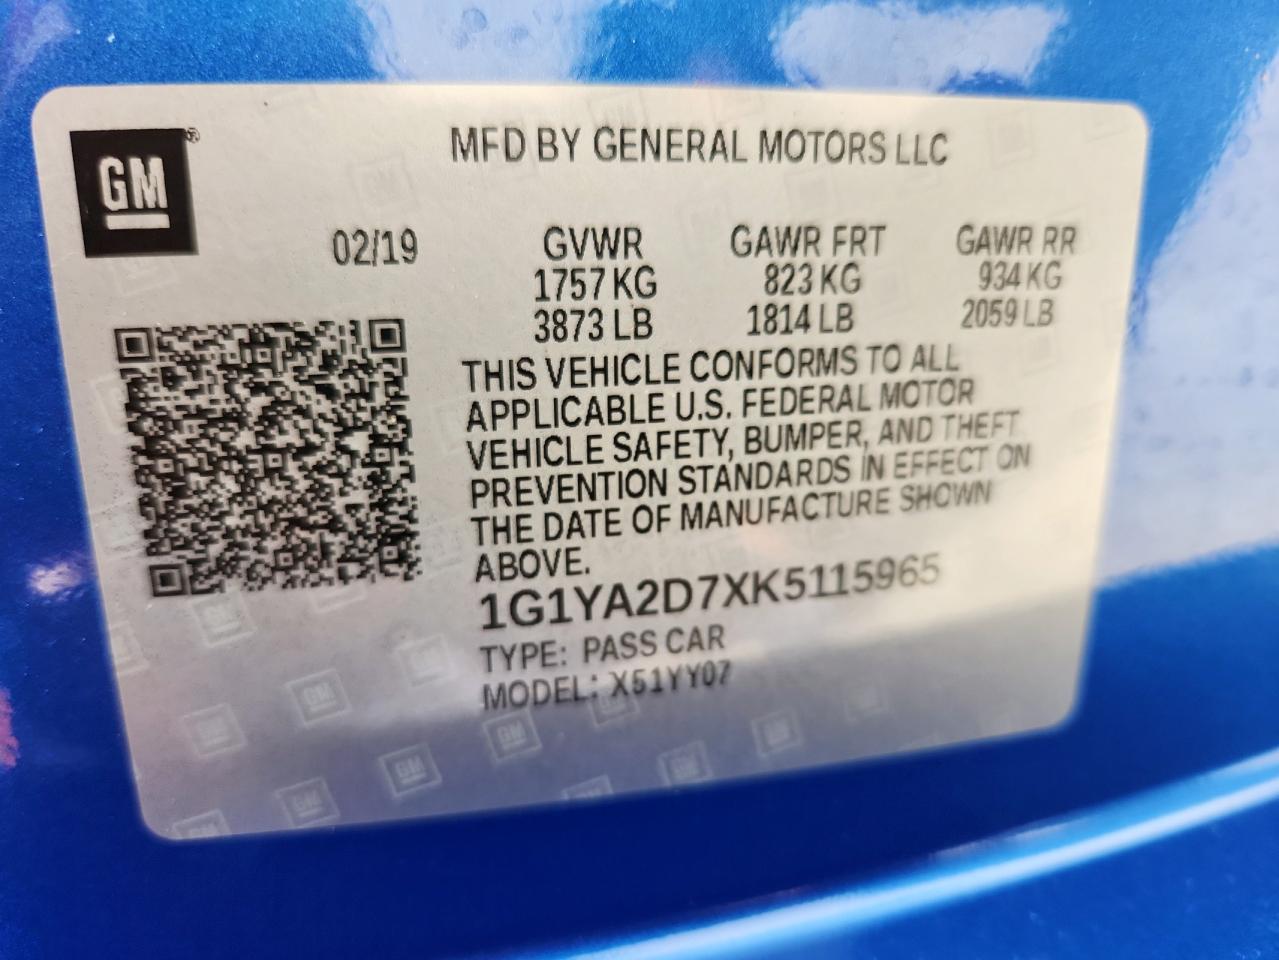 GM®
MFD BY GENERAL MOTORS LLC
02/19 GVWR GAWR FRT GAWR RR
1757 KG 823 KG 934 KG
3873 LB 1814 LB 2059 LB
THIS VEHICLE CONFORMS TO ALL
APPLICABLE U.S. FEDERAL MOTOR
VEHICLE SAFETY, BUMPER, AND THEFT
PREVENTION STANDARDS IN EFFECT ON
THE DATE OF MANUFACTURE SHOWN
ABOVE.
1G1YA2D7XK5115965
TYPE: PASS CAR
MODEL: X51YY07